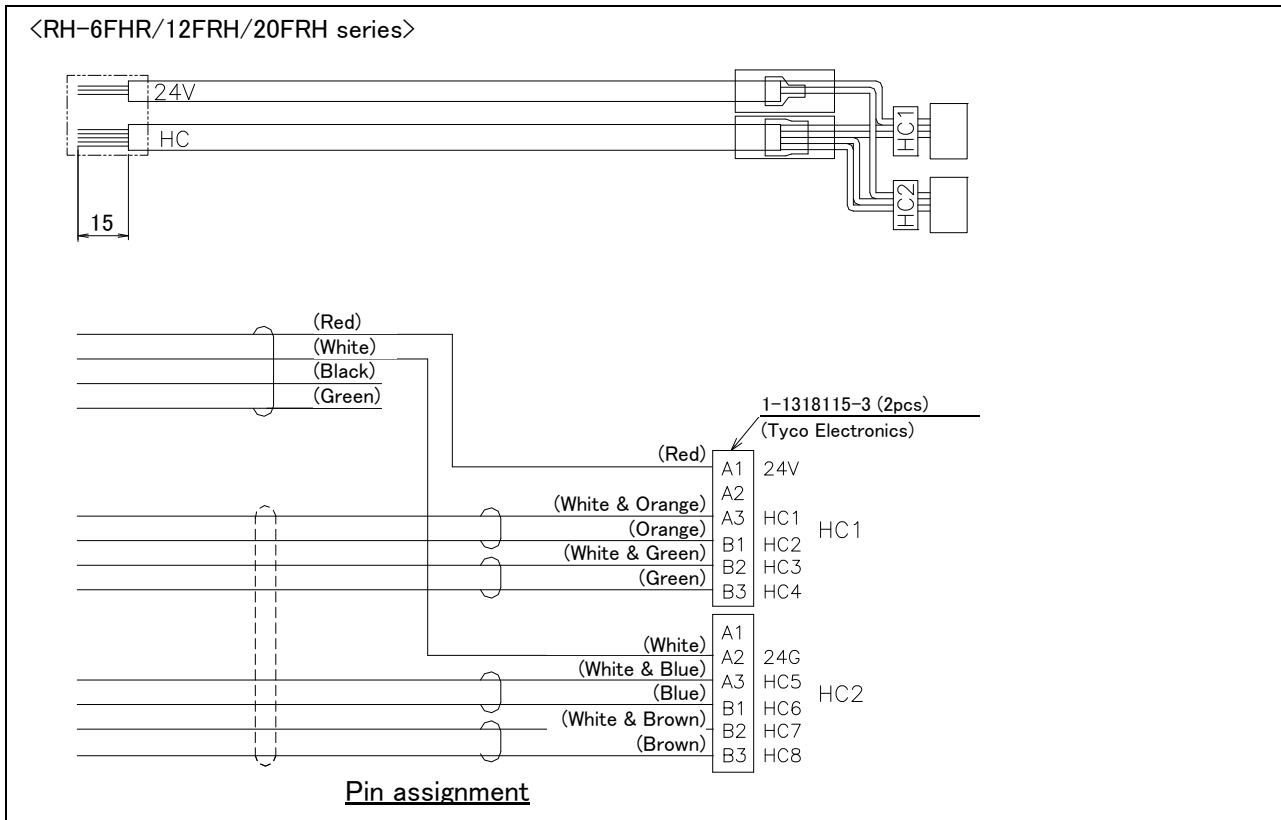 <RH-6FHR/12FRH/20FRH series>
24V
HC
HC1
HC2
15
(Red)
(White)
(Black)
(Green)
1-1318115-3 (2pcs)
(Tyco Electronics)
(Red) A1 24V
A2
(White & Orange) A3 HC1
(Orange) B1 HC2
HC1
(White & Green) B2 HC3
(Green) B3 HC4
A1
(White) A2 24G
(White & Blue) A3 HC5
(Blue) B1 HC6
HC2
(White & Brown) B2 HC7
(Brown) B3 HC8
Pin assignment